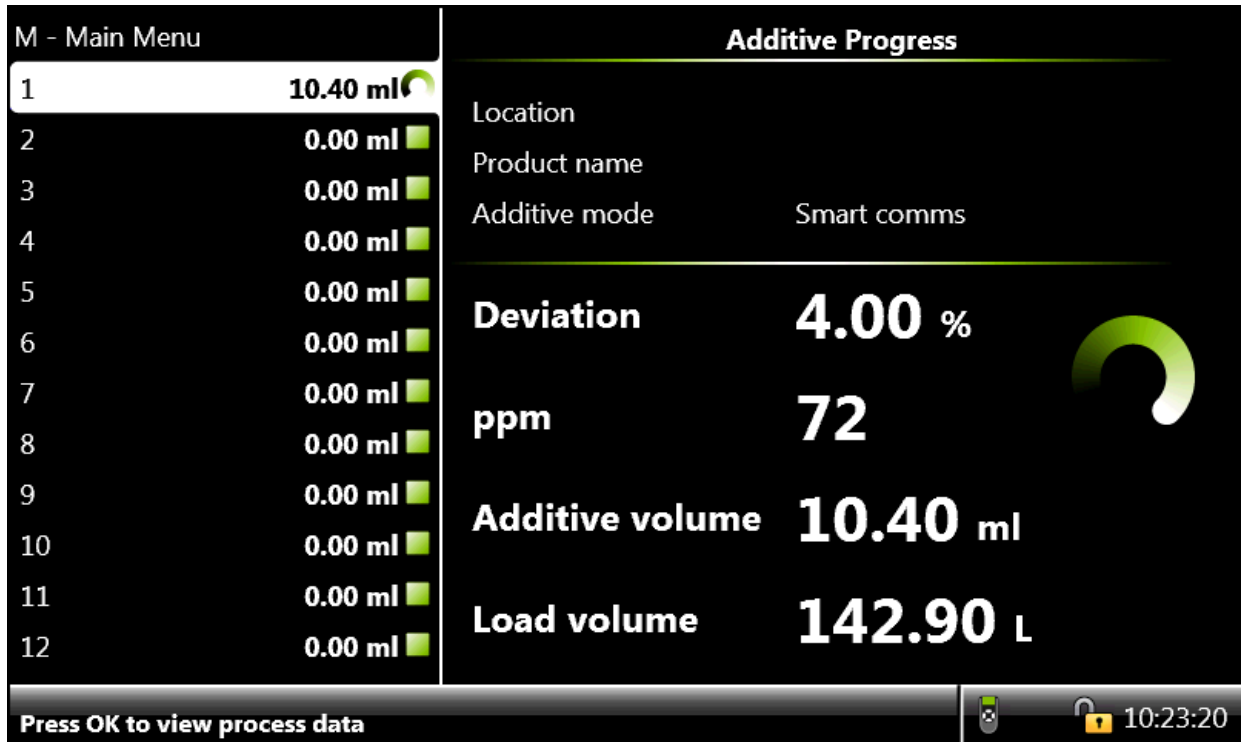 M - Main Menu
1 10.40 ml
2 0.00 ml
3 0.00 ml
4 0.00 ml
5 0.00 ml
6 0.00 ml
7 0.00 ml
8 0.00 ml
9 0.00 ml
10 0.00 ml
11 0.00 ml
12 0.00 ml
Additive Progress
Location
Product name
Additive mode Smart comms
Deviation 4.00 %
ppm 72
Additive volume 10.40 ml
Load volume 142.90 L
Press OK to view process data
10:23:20